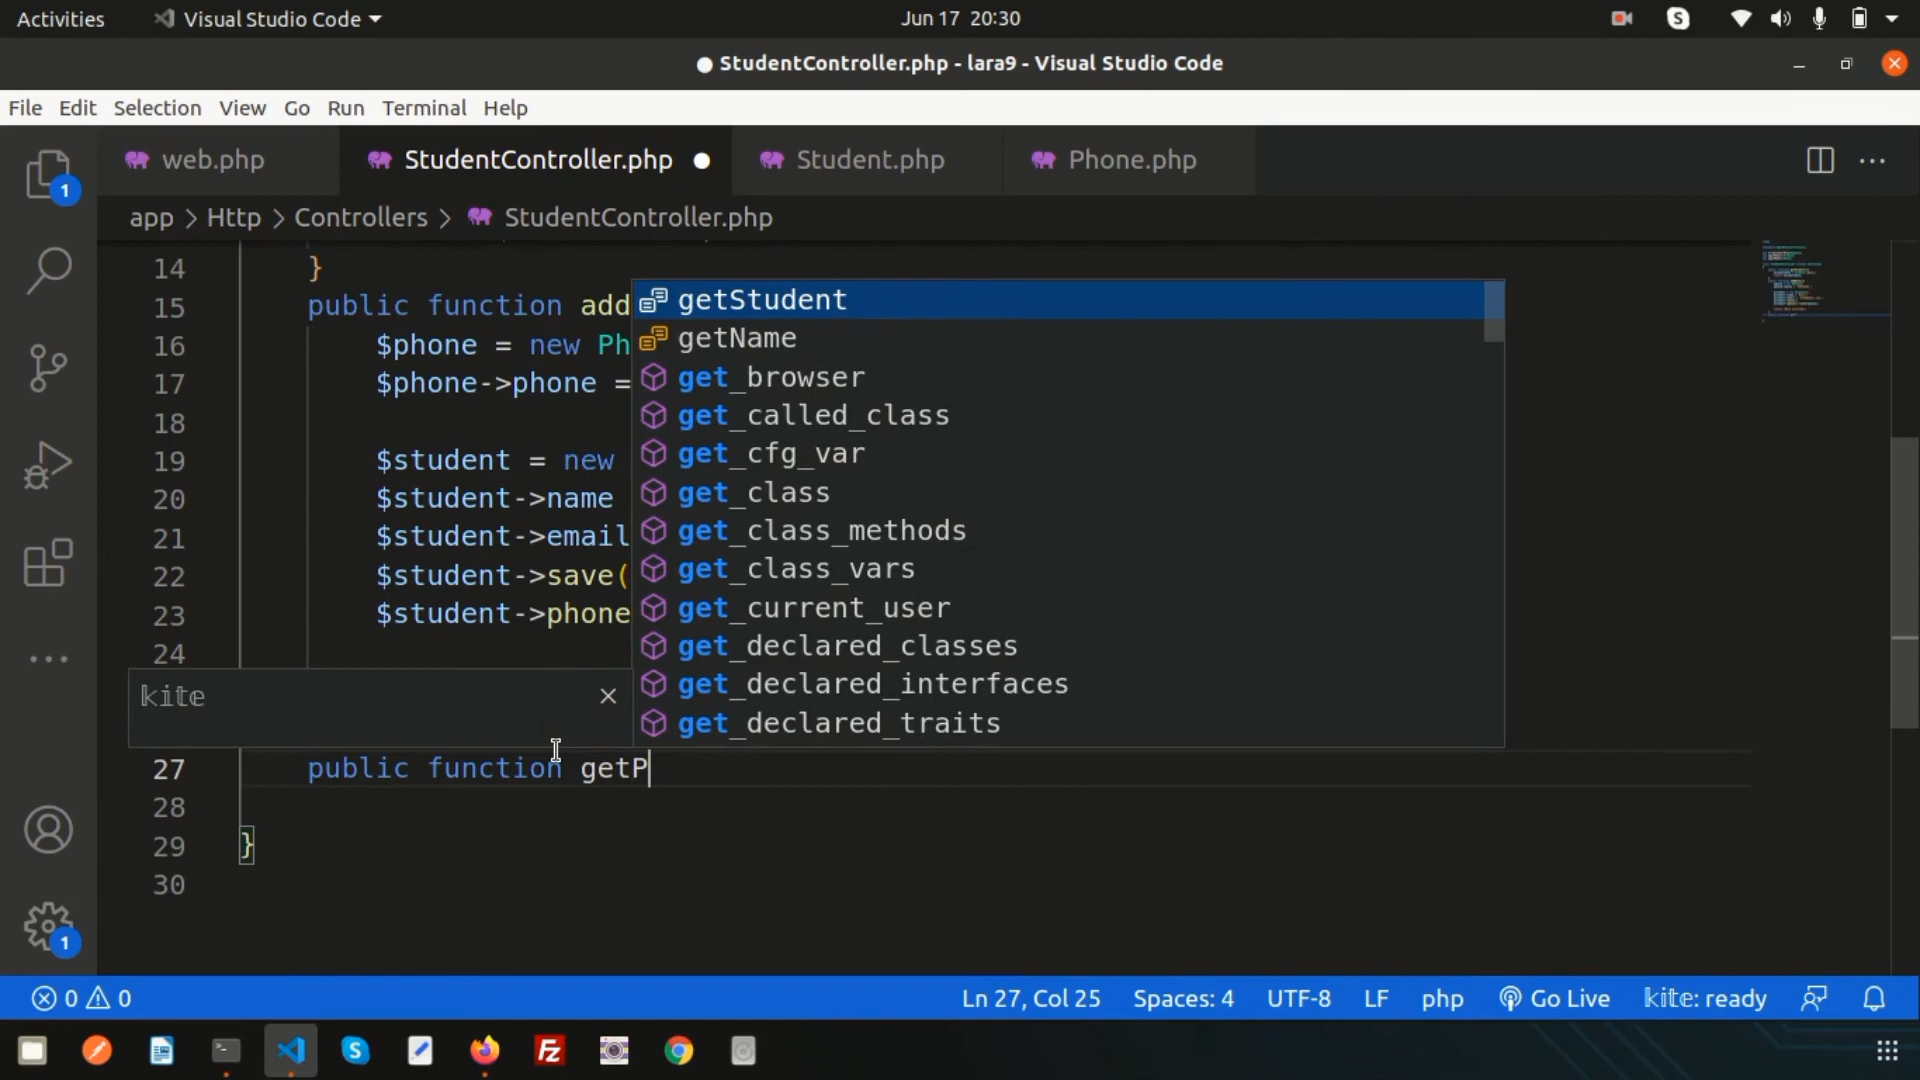 Activities
Visual Studio Code
Jun 17 20:30
StudentController.php - lara9 - Visual Studio Code
File Edit Selection View Go Run Terminal Help
1
web.php
StudentController.php
Student.php
Phone.php
app > Http > Controllers > StudentController.php
14 }
15 public function add
16 $phone = new Ph
17 $phone->phone =
18
19 $student = new
20 $student->name
21 $student->email
22 $student->save(
23 $student->phone
24
getStudent
getName
get_browser
get_called_class
get_cfg_var
get_class
get_class_methods
get_class_vars
get_current_user
get_declared_classes
get_declared_interfaces
get_declared_traits
kite
27 public function getP
28
29 }
30
1
0 0
Ln 27, Col 25
Spaces: 4
UTF-8
LF
php
Go Live
kite: ready